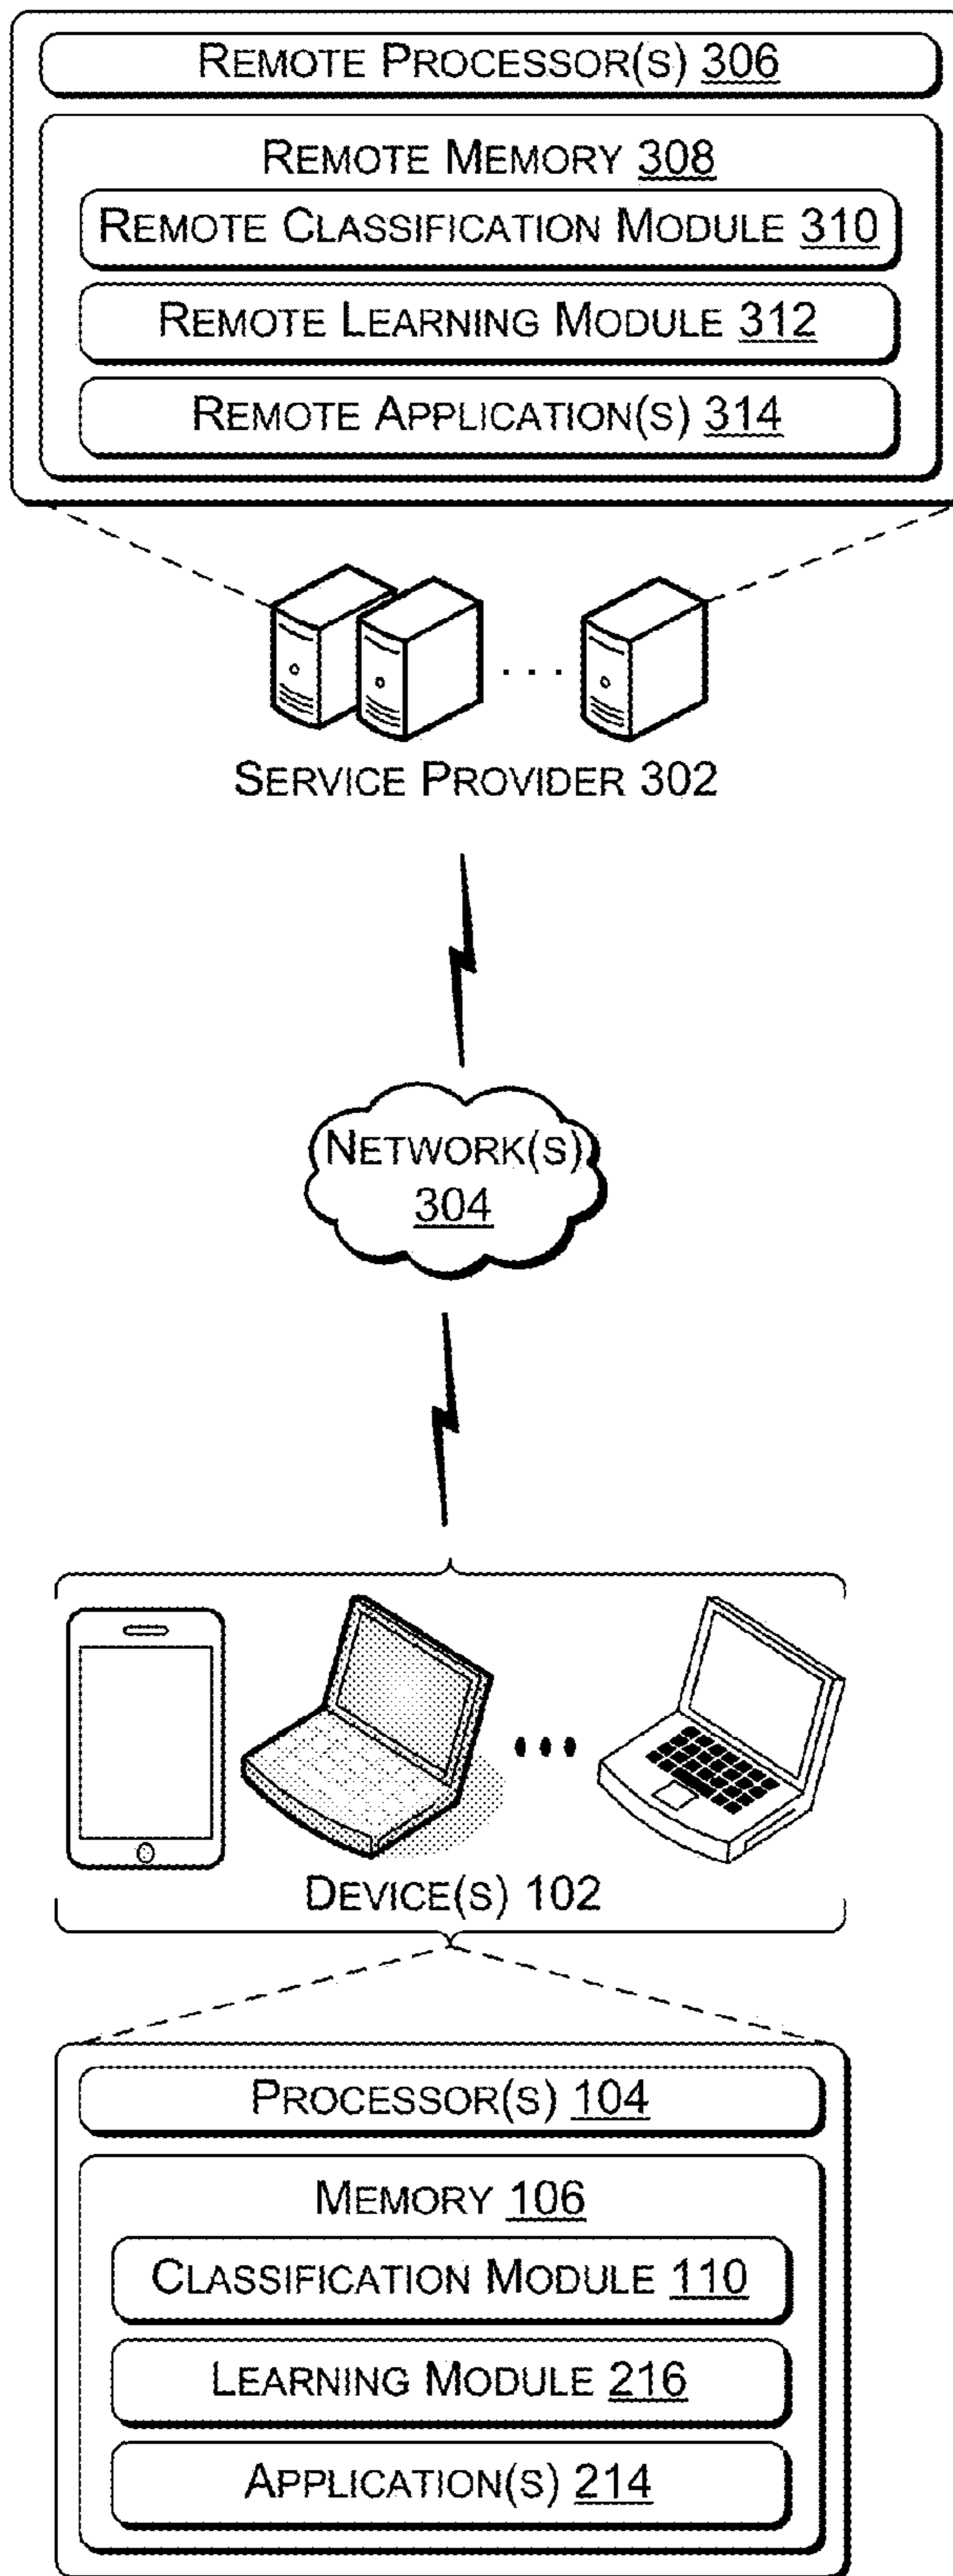 REMOTE PROCESSOR(S) 306
REMOTE MEMORY 308
REMOTE CLASSIFICATION MODULE 310
REMOTE LEARNING MODULE 312
REMOTE APPLICATION(S) 314
. . .
SERVICE PROVIDER 302
NETWORK(S)
304
DEVICE(S) 102
PROCESSOR(S) 104
MEMORY 106
CLASSIFICATION MODULE 110
LEARNING MODULE 216
APPLICATION(S) 214